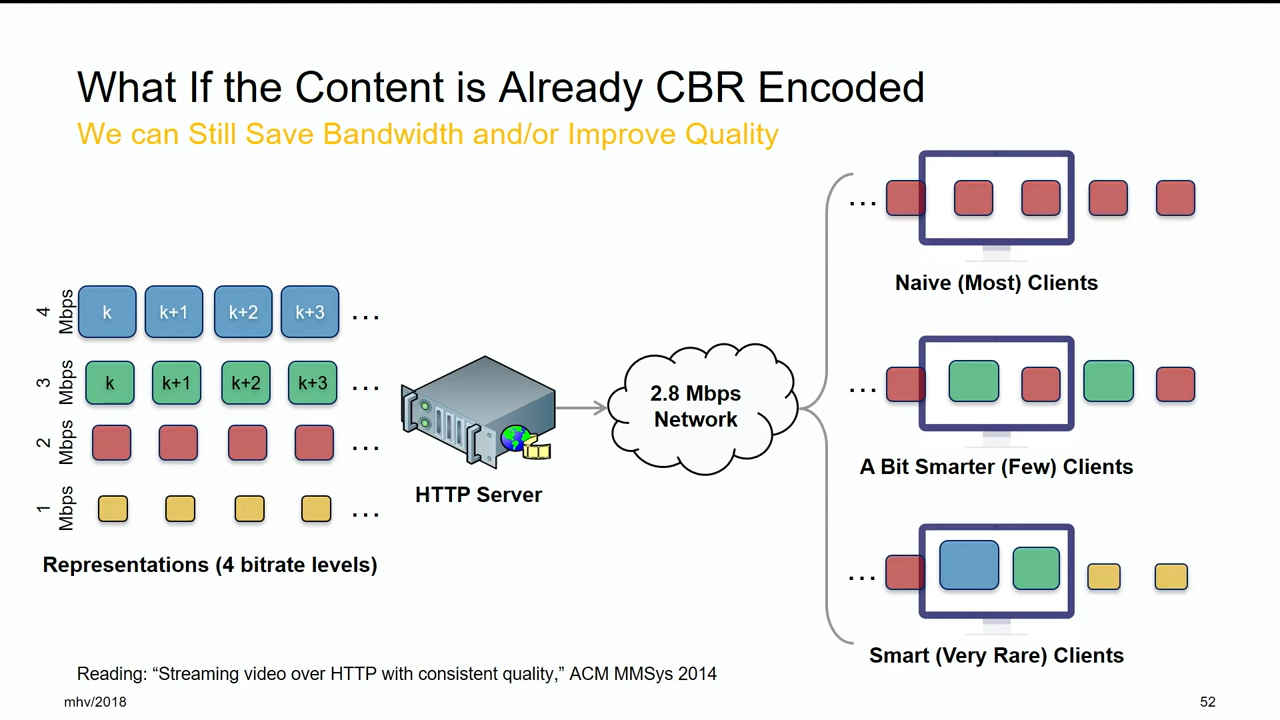 What If the Content is Already CBR Encoded
We can Still Save Bandwidth and/or Improve Quality
4 Mbps
k
k+1
k+2
k+3
...
3 Mbps
k
k+1
k+2
k+3
...
2 Mbps
...
1 Mbps
...
Representations (4 bitrate levels)
HTTP Server
2.8 Mbps
Network
...
Naive (Most) Clients
...
A Bit Smarter (Few) Clients
...
Smart (Very Rare) Clients
Reading: “Streaming video over HTTP with consistent quality,” ACM MMSys 2014
mhv/2018
52